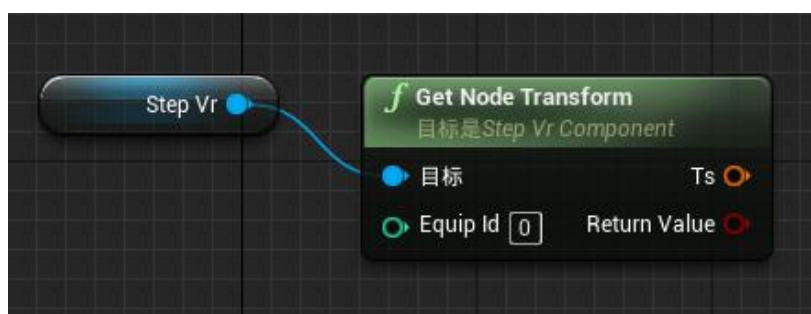 Step Vr
f Get Node Transform
目标是Step Vr Component
目标
Ts
Equip Id 0
Return Value